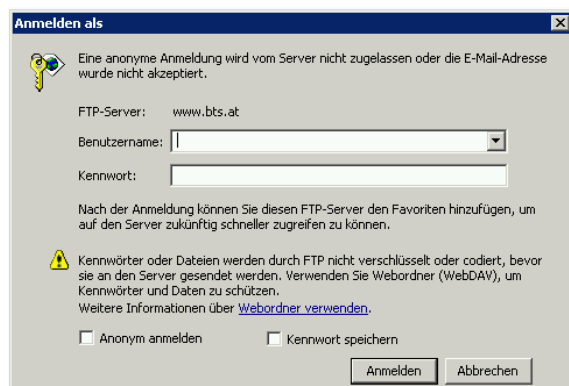 Anmelden als
Eine anonyme Anmeldung wird vom Server nicht zugelassen oder die E-Mail-Adresse
wurde nicht akzeptiert.
FTP-Server: www.bts.at
Benutzername:
Kennwort:
Nach der Anmeldung können Sie diesen FTP-Server den Favoriten hinzufügen, um
auf den Server zukünftig schneller zugreifen zu können.
Kennwörter oder Dateien werden durch FTP nicht verschlüsselt oder codiert, bevor
sie an den Server gesendet werden. Verwenden Sie Webordner (WebDAV), um
Kennwörter und Daten zu schützen.
Weitere Informationen über Webordner verwenden.
Anonym anmelden Kennwort speichern
Anmelden Abbrechen